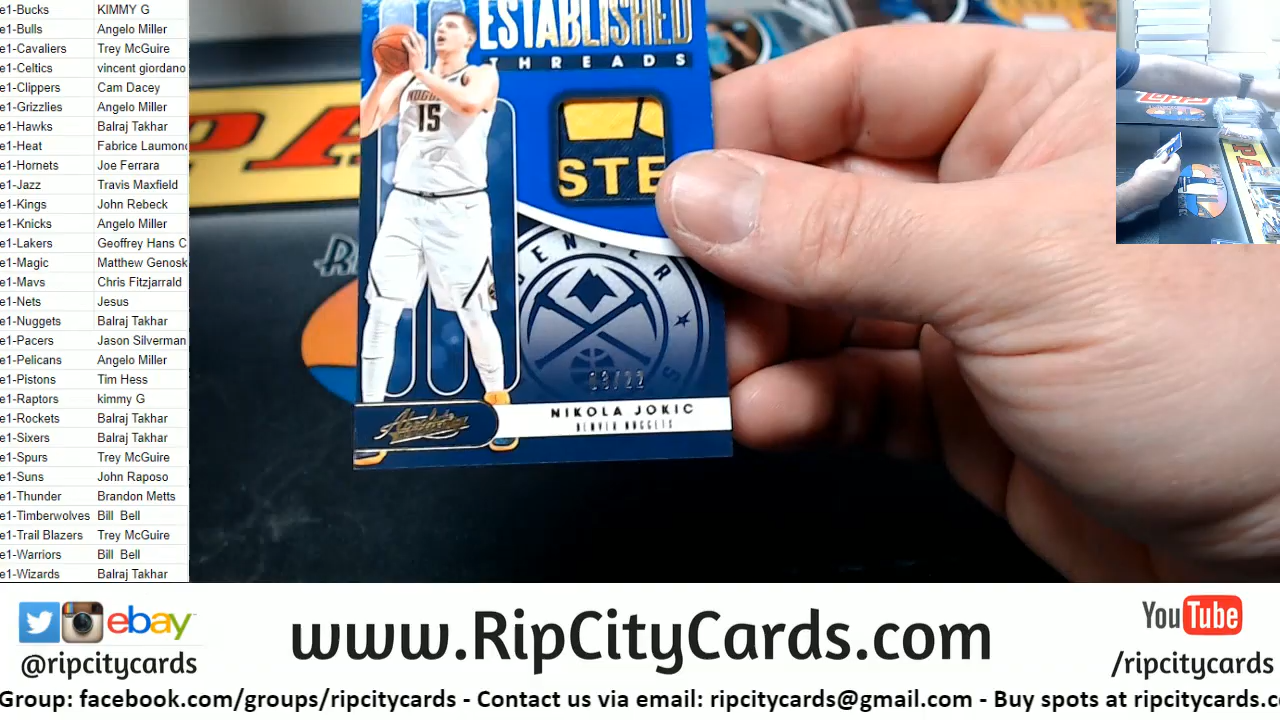 e1-Bucks KIMMY G
e1-Bulls Angelo Miller
e1-Cavaliers Trey McGuire
e1-Celtics vincent giordano
e1-Clippers Cam Dacey
e1-Grizzlies Angelo Miller
e1-Hawks Balraj Takhar
e1-Heat Fabrice Laumon
e1-Hornets Joe Ferrara
e1-Jazz Travis Maxfield
e1-Kings John Rebeck
e1-Knicks Angelo Miller
e1-Lakers Geoffrey Hans C
e1-Magic Matthew Genosk
e1-Mavs Chris Fitzjarrald
e1-Nets Jesus
e1-Nuggets Balraj Takhar
e1-Pacers Jason Silverman
e1-Pelicans Angelo Miller
e1-Pistons Tim Hess
e1-Raptors kimmy G
e1-Rockets Balraj Takhar
e1-Sixers Balraj Takhar
e1-Spurs Trey McGuire
e1-Suns John Raposo
e1-Thunder Brandon Metts
e1-Timberwolves Bill Bell
e1-Trail Blazers Trey McGuire
e1-Warriors Bill Bell
e1-Wizards Balraj Takhar
ESTABLISHED
THREADS
15
STE
DENVER
03/22
NIKOLA JOKIC
DENVER NUGGETS
Absolute
PA
ebay
@ripcitycards
www.RipCityCards.com
YouTube
/ripcitycards
Group: facebook.com/groups/ripcitycards - Contact us via email: ripcitycards@gmail.com - Buy spots at ripcitycards.c